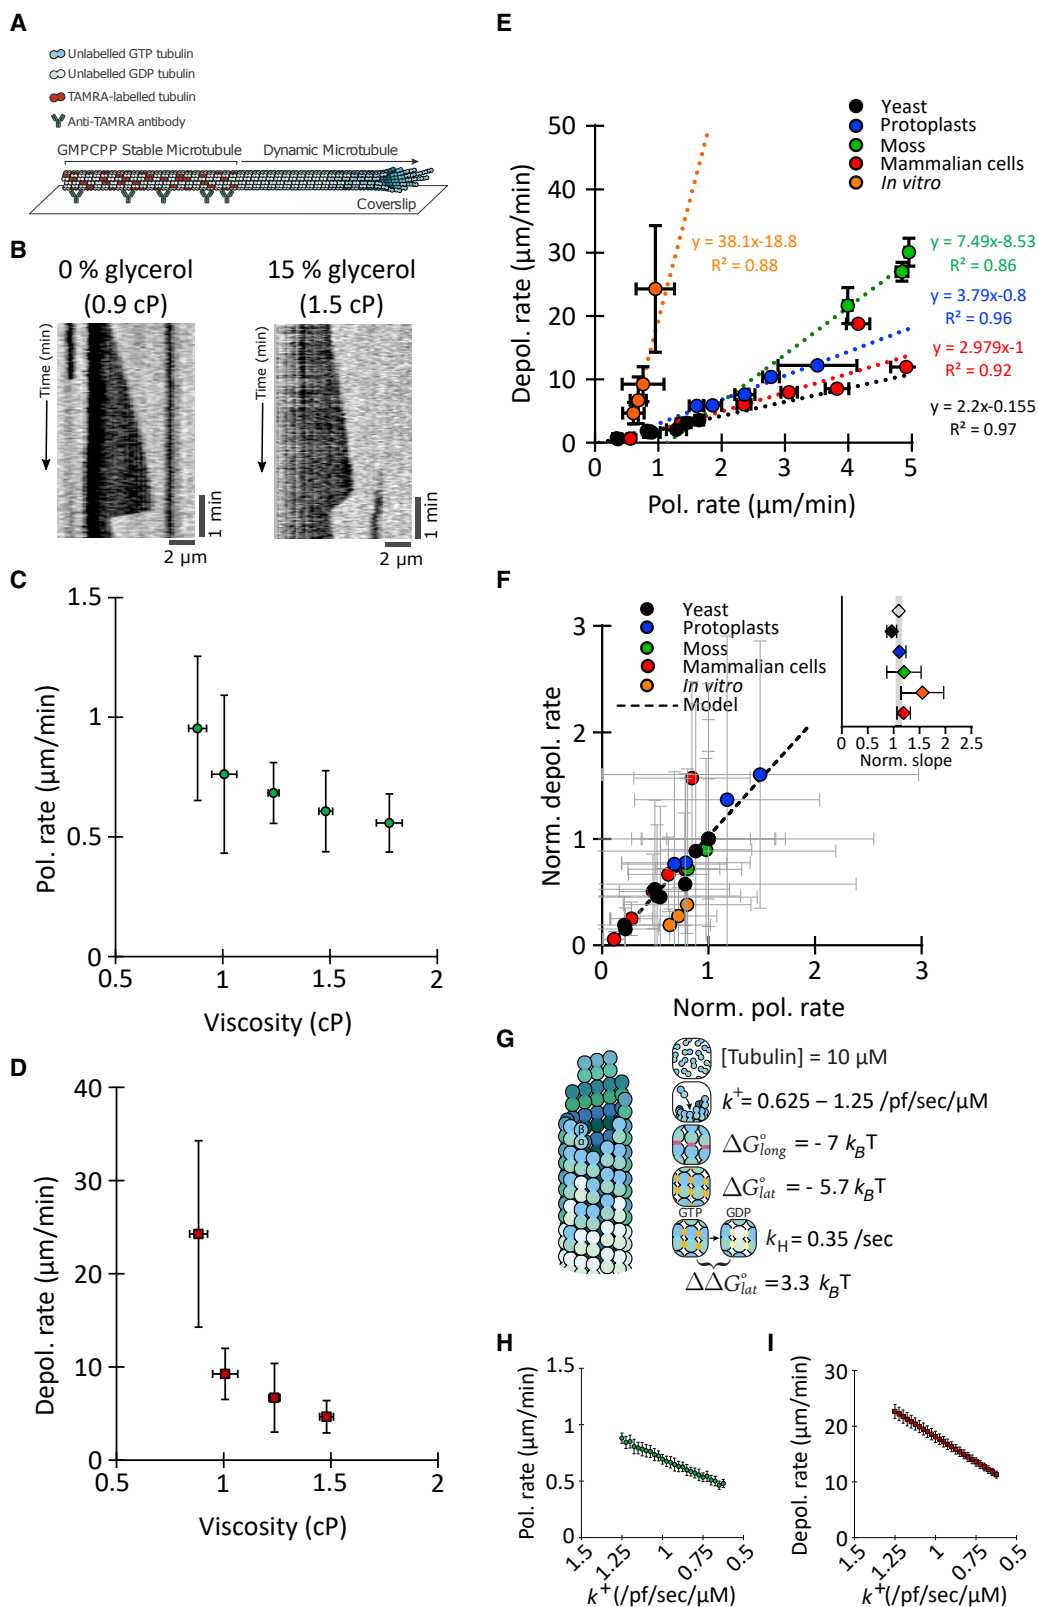 A
Unlabelled GTP tubulin
Unlabelled GDP tubulin
TAMRA-labelled tubulin
Anti-TAMRA antibody
GMPCPP Stable Microtubule
Dynamic Microtubule
Coverslip
B
0 % glycerol
(0.9 cP)
15 % glycerol
(1.5 cP)
Time (min)
Time (min)
1 min
2 µm
1 min
2 µm
C
1.5
1
0.5
0
0.5
1
1.5
2
Pol. rate (µm/min)
Viscosity (cP)
D
40
30
20
10
0
0.5
1
1.5
2
Depol. rate (µm/min)
Viscosity (cP)
E
Yeast
Protoplasts
Moss
Mammalian cells
In vitro
50
40
30
20
10
0
0
1
2
3
4
5
Depol. rate (µm/min)
Pol. rate (µm/min)
y = 38.1x-18.8
R² = 0.88
y = 7.49x-8.53
R² = 0.86
y = 3.79x-0.8
R² = 0.96
y = 2.979x-1
R² = 0.92
y = 2.2x-0.155
R² = 0.97
F
Yeast
Protoplasts
Moss
Mammalian cells
In vitro
Model
3
2
1
0
0
1
2
3
Norm. depol. rate
Norm. pol. rate
0
0.5
1
1.5
2
2.5
Norm. slope
G
β
α
[Tubulin] = 10 µM
k⁺= 0.625 – 1.25 /pf/sec/µM
ΔG°long = - 7 kBT
ΔG°lat = - 5.7 kBT
GTP
GDP
kH = 0.35 /sec
ΔΔG°lat = 3.3 kBT
H
1.5
1
0.5
0
1.5
1.25
1
0.75
0.5
Pol. rate (µm/min)
k⁺(/pf/sec/µM)
I
30
20
10
0
1.5
1.25
1
0.75
0.5
Depol. rate (µm/min)
k⁺(/pf/sec/µM)